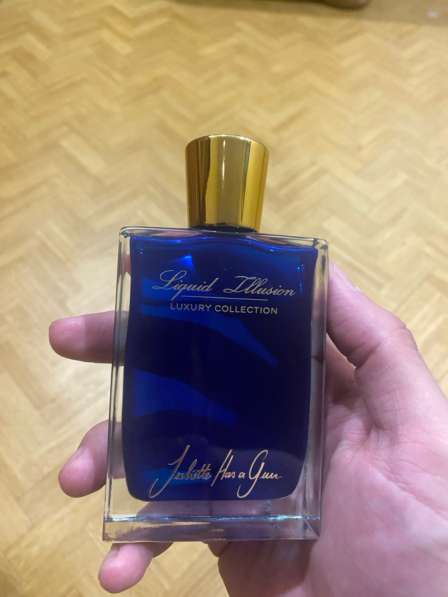 Liquid Illusion
LUXURY COLLECTION
Juliette Has a Gun